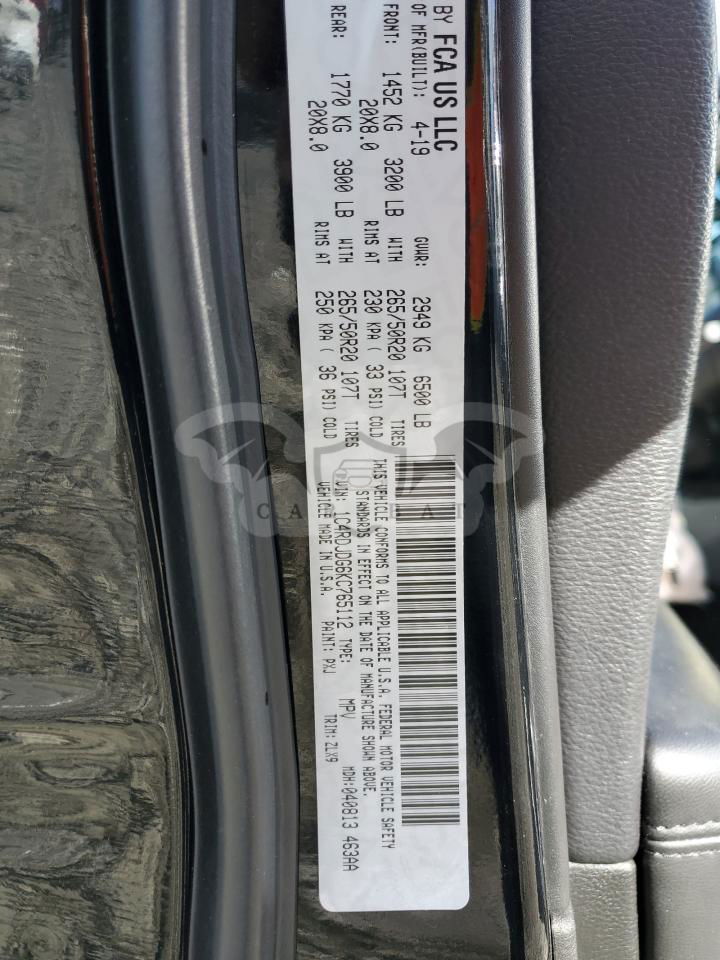 BY FCA US LLC
OF MFR(BUILT): 4-19 GVWR: 2949 KG 6500 LB
FRONT: 1452 KG 3200 LB WITH 265/50R20 107T TIRES
20X8.0 RIMS AT 230 KPA ( 33 PSI) COLD
REAR: 1770 KG 3900 LB WITH 265/50R20 107T TIRES
20X8.0 RIMS AT 250 KPA ( 36 PSI) COLD
THIS VEHICLE CONFORMS TO ALL APPLICABLE U.S.A. FEDERAL MOTOR VEHICLE SAFETY
STANDARDS IN EFFECT ON THE DATE OF MANUFACTURE SHOWN ABOVE.
VIN: 1C4RDJDG6KC765112 TYPE: MPV MDH:040813 463AA
VEHICLE MADE IN U.S.A. PAINT: PXJ TRIM: ZLX9